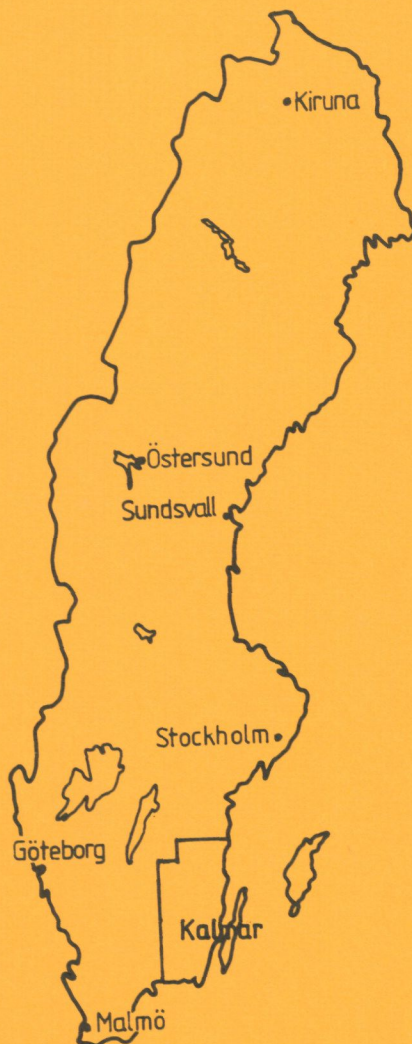 Kiruna
Östersund
Sundsvall
Stockholm
Göteborg
Kalmar
Malmö